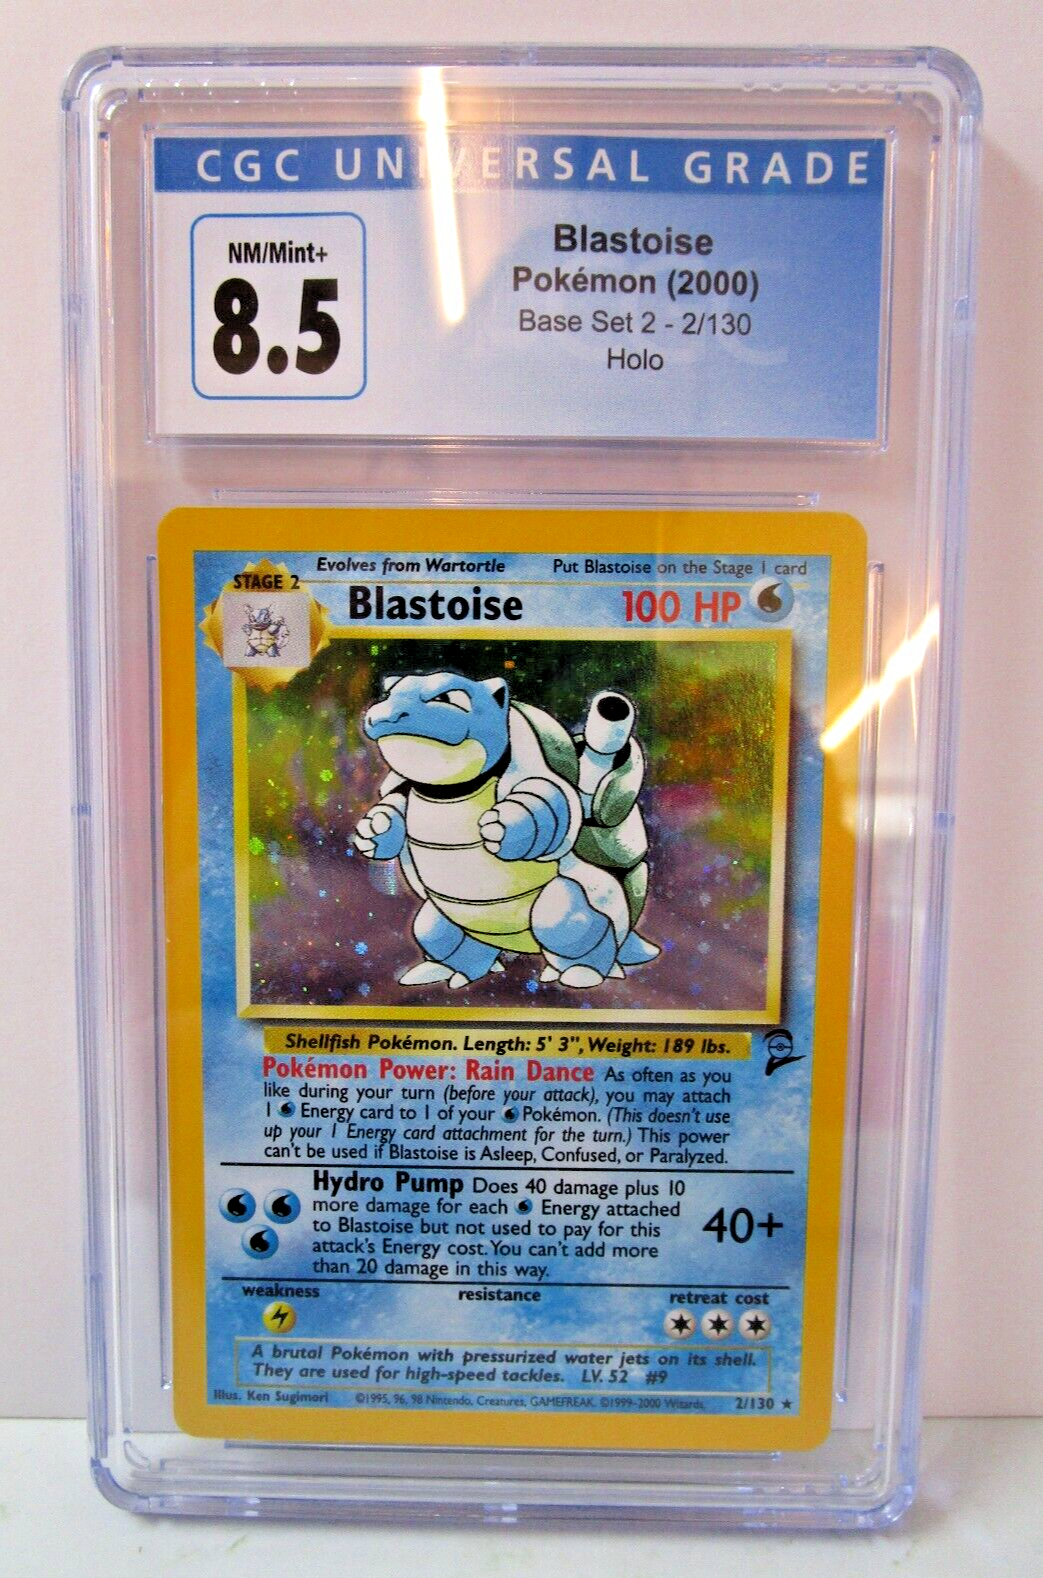 CGC UNIVERSAL GRADE
NM/Mint+
8.5
Blastoise
Pokémon (2000)
Base Set 2 - 2/130
Holo
Evolves from Wartortle Put Blastoise on the Stage 1 card
STAGE 2
Blastoise 100 HP
Shellfish Pokémon. Length: 5' 3", Weight: 189 lbs.
Pokémon Power: Rain Dance As often as you
like during your turn (before your attack), you may attach
1 Energy card to 1 of your Pokémon. (This doesn't use
up your 1 Energy card attachment for the turn.) This power
can't be used if Blastoise is Asleep, Confused, or Paralyzed.
Hydro Pump Does 40 damage plus 10
more damage for each Energy attached
to Blastoise but not used to pay for this
attack's Energy cost. You can't add more
than 20 damage in this way.
40+
weakness resistance retreat cost
A brutal Pokémon with pressurized water jets on its shell.
They are used for high-speed tackles. LV. 52 #9
Illus. Ken Sugimori ©1995, 96, 98 Nintendo, Creatures, GAMEFREAK. ©1999-2000 Wizards. 2/130 ★